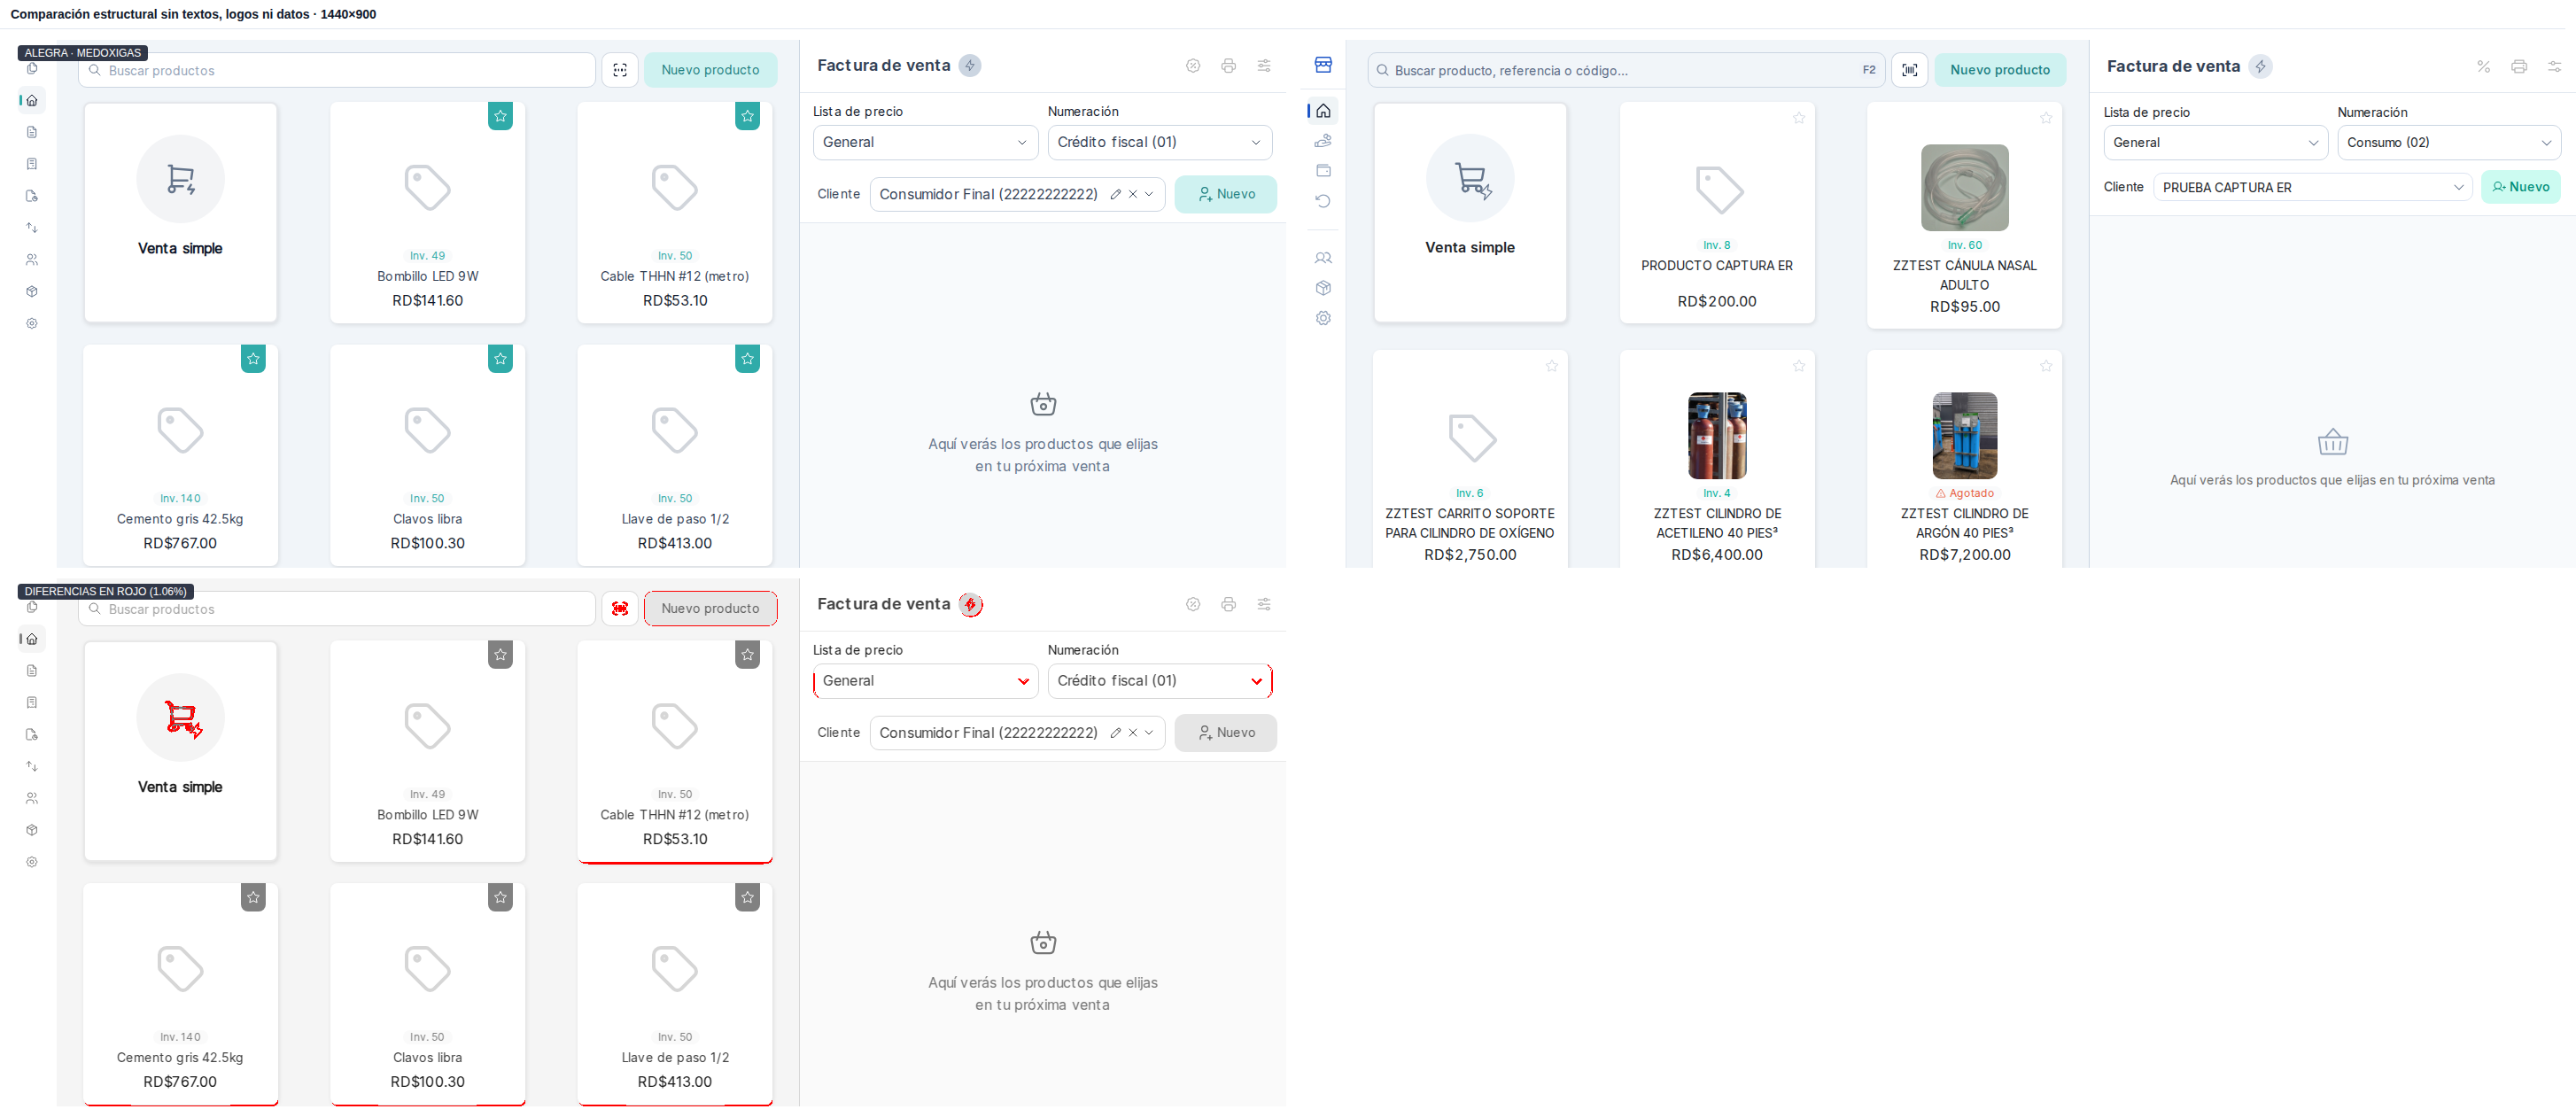 Comparación estructural sin textos, logos ni datos · 1440×900
ALEGRA · MEDOXIGAS
Buscar productos
Nuevo producto
Factura de venta
Lista de precio
Numeración
General
Crédito fiscal (01)
Cliente
Consumidor Final (22222222222)
Nuevo
Venta simple
Inv. 49
Bombillo LED 9W
RD$141.60
Inv. 50
Cable THHN #12 (metro)
RD$53.10
Inv. 140
Cemento gris 42.5kg
RD$767.00
Inv. 50
Clavos libra
RD$100.30
Inv. 50
Llave de paso 1/2
RD$413.00
Aquí verás los productos que elijas
en tu próxima venta
Buscar producto, referencia o código...
F2
Nuevo producto
Factura de venta
Lista de precio
Numeración
General
Consumo (02)
Cliente
PRUEBA CAPTURA ER
Nuevo
Venta simple
Inv. 8
PRODUCTO CAPTURA ER
RD$200.00
Inv. 60
ZZTEST CÁNULA NASAL
ADULTO
RD$95.00
Inv. 6
ZZTEST CARRITO SOPORTE
PARA CILINDRO DE OXÍGENO
RD$2,750.00
Inv. 4
ZZTEST CILINDRO DE
ACETILENO 40 PIES³
RD$6,400.00
Agotado
ZZTEST CILINDRO DE
ARGÓN 40 PIES³
RD$7,200.00
Aquí verás los productos que elijas en tu próxima venta
DIFERENCIAS EN ROJO (1.06%)
Buscar productos
Nuevo producto
Factura de venta
Lista de precio
Numeración
General
Crédito fiscal (01)
Cliente
Consumidor Final (22222222222)
Nuevo
Venta simple
Inv. 49
Bombillo LED 9W
RD$141.60
Inv. 50
Cable THHN #12 (metro)
RD$53.10
Inv. 140
Cemento gris 42.5kg
RD$767.00
Inv. 50
Clavos libra
RD$100.30
Inv. 50
Llave de paso 1/2
RD$413.00
Aquí verás los productos que elijas
en tu próxima venta